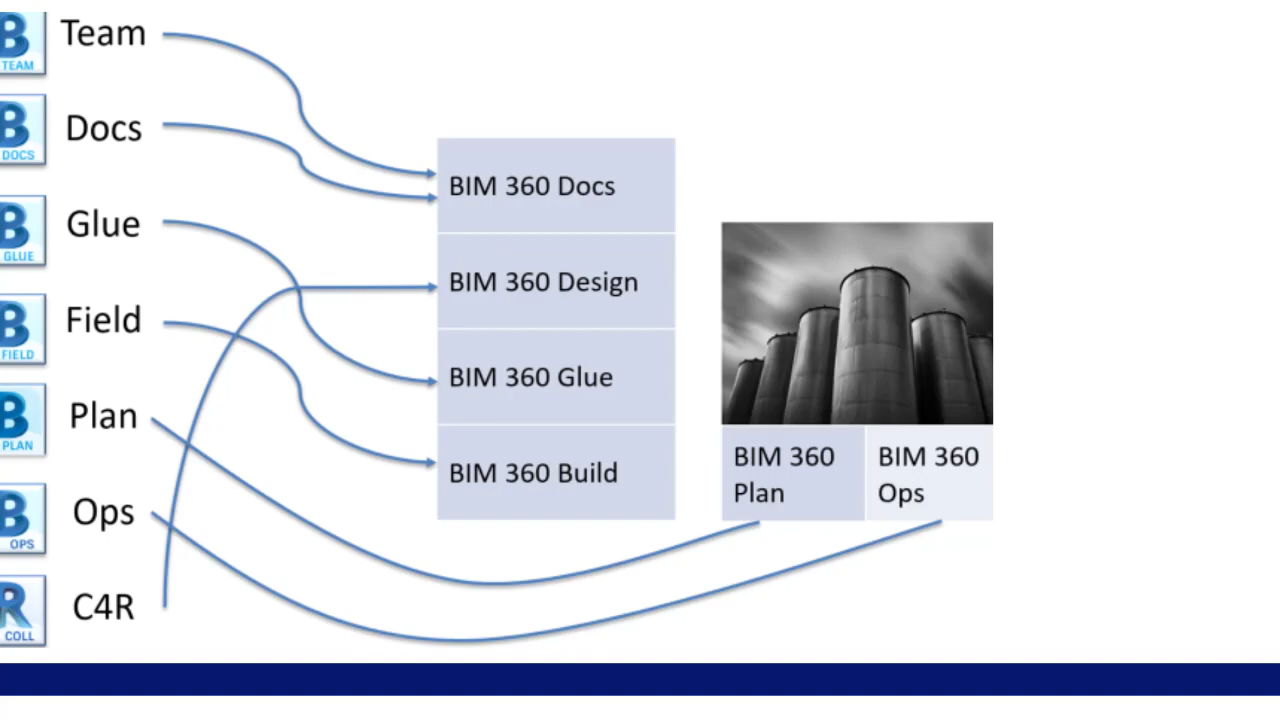 Team
TEAM
Docs
DOCS
Glue
GLUE
Field
FIELD
Plan
PLAN
Ops
OPS
C4R
COLL
BIM 360 Docs
BIM 360 Design
BIM 360 Glue
BIM 360 Build
BIM 360
Plan
BIM 360
Ops